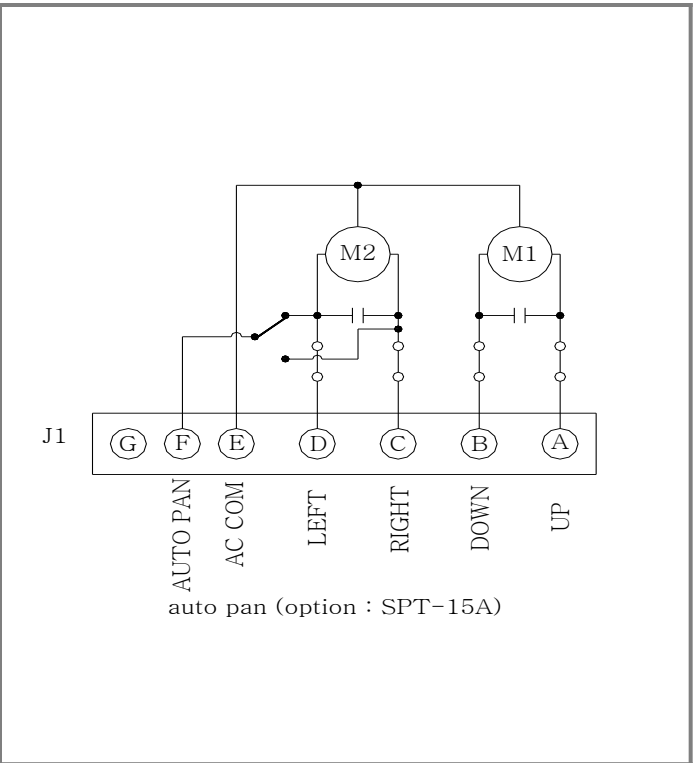 M2 M1
J1 G F E D C B A
AUTO PAN
AC COM
LEFT
RIGHT
DOWN
UP
auto pan (option : SPT-15A)